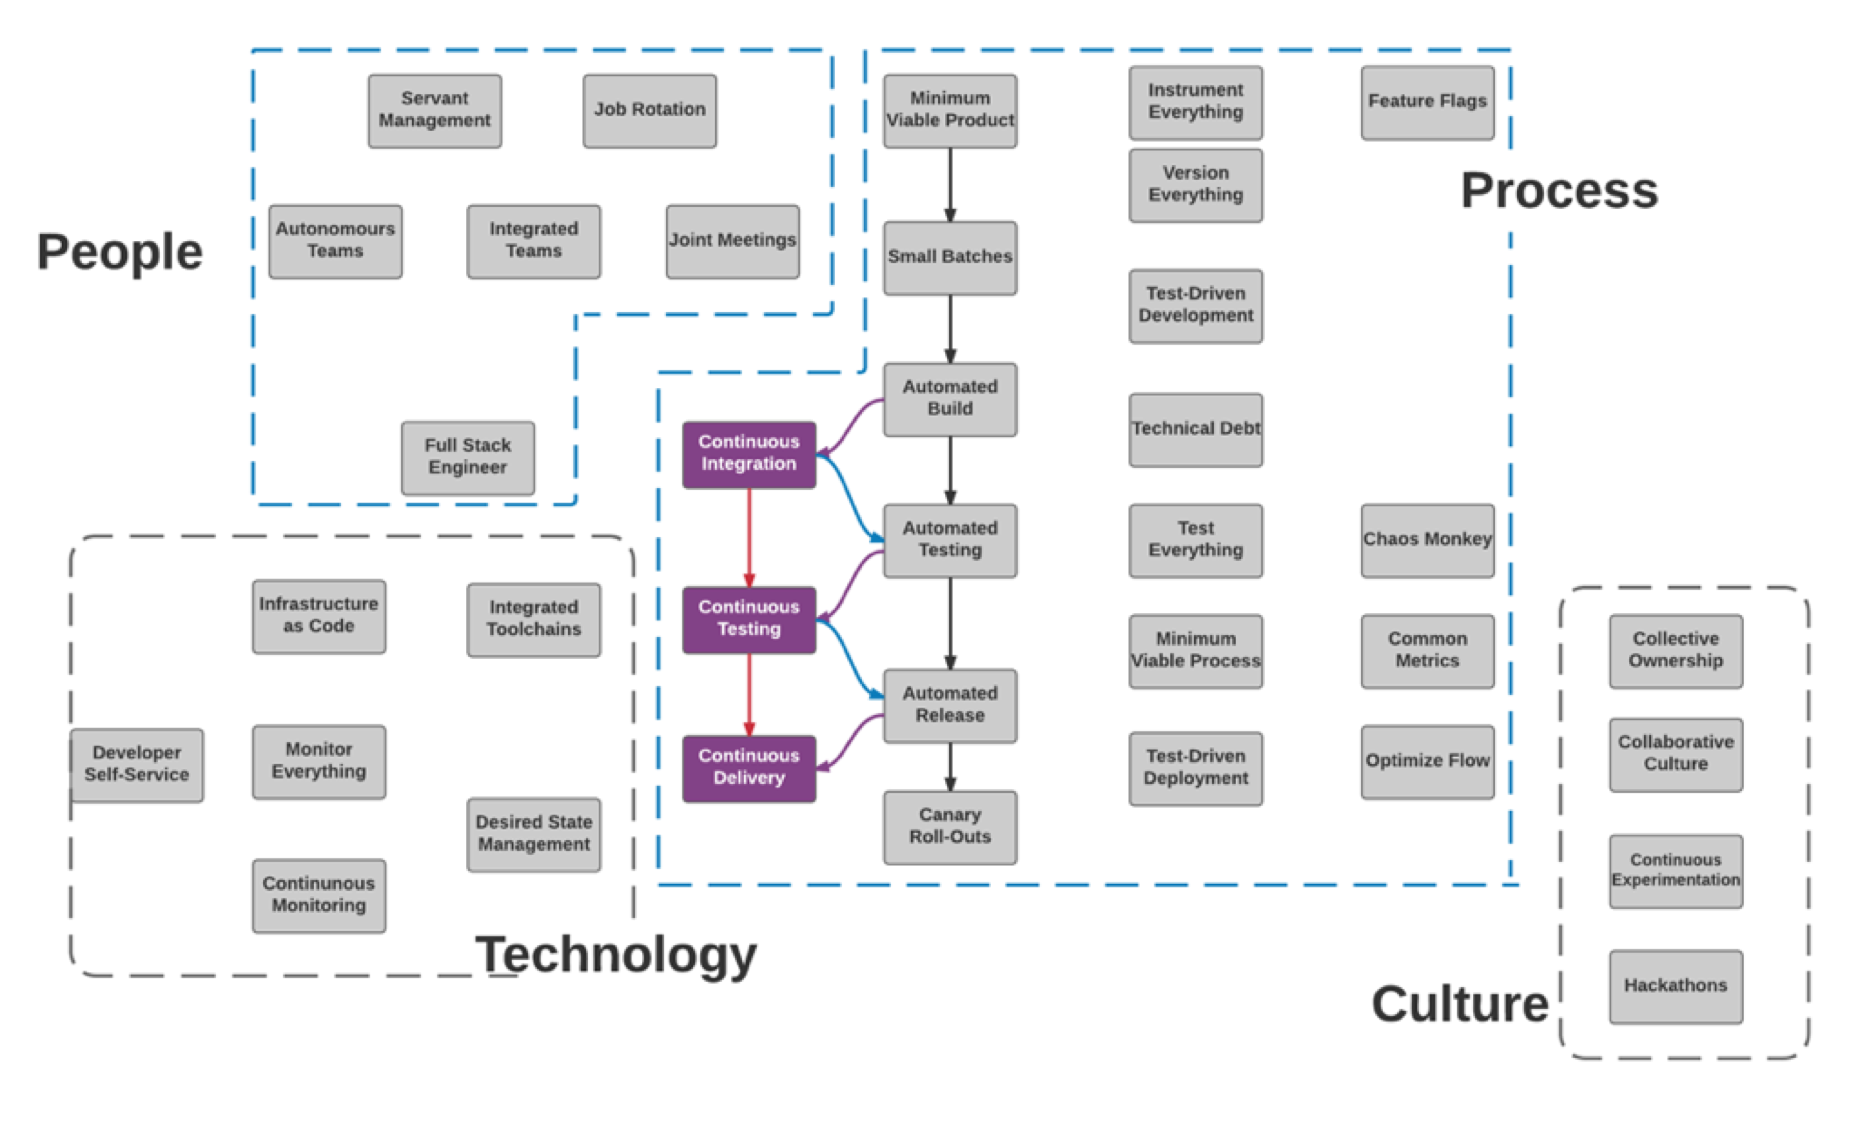 People
Servant
Management
Job Rotation
Autonomours
Teams
Integrated
Teams
Joint Meetings
Full Stack
Engineer
Process
Minimum
Viable Product
Small Batches
Automated
Build
Automated
Testing
Automated
Release
Canary
Roll-Outs
Continuous
Integration
Continuous
Testing
Continuous
Delivery
Instrument
Everything
Version
Everything
Test-Driven
Development
Technical Debt
Test
Everything
Minimum
Viable Process
Test-Driven
Deployment
Feature Flags
Chaos Monkey
Common
Metrics
Optimize Flow
Technology
Infrastructure
as Code
Integrated
Toolchains
Developer
Self-Service
Monitor
Everything
Desired State
Management
Continunous
Monitoring
Culture
Collective
Ownership
Collaborative
Culture
Continuous
Experimentation
Hackathons